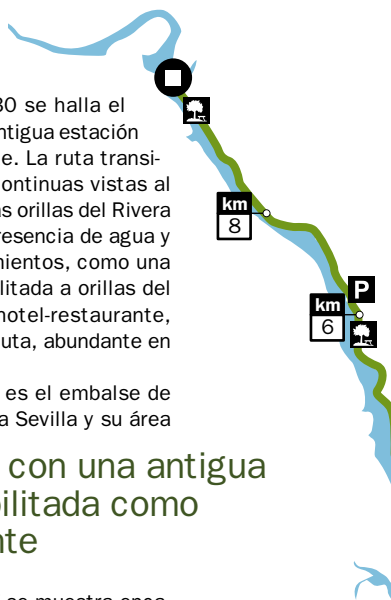 30 se halla el
ntigua estación
e. La ruta transi-
ontinuas vistas al
as orillas del Rivera
resencia de agua y
mientos, como una
ilitada a orillas del
hotel-restaurante,
uta, abundante en
es el embalse de
a Sevilla y su área
con una antigua
bilitada como
nte
km
8
P
km
6